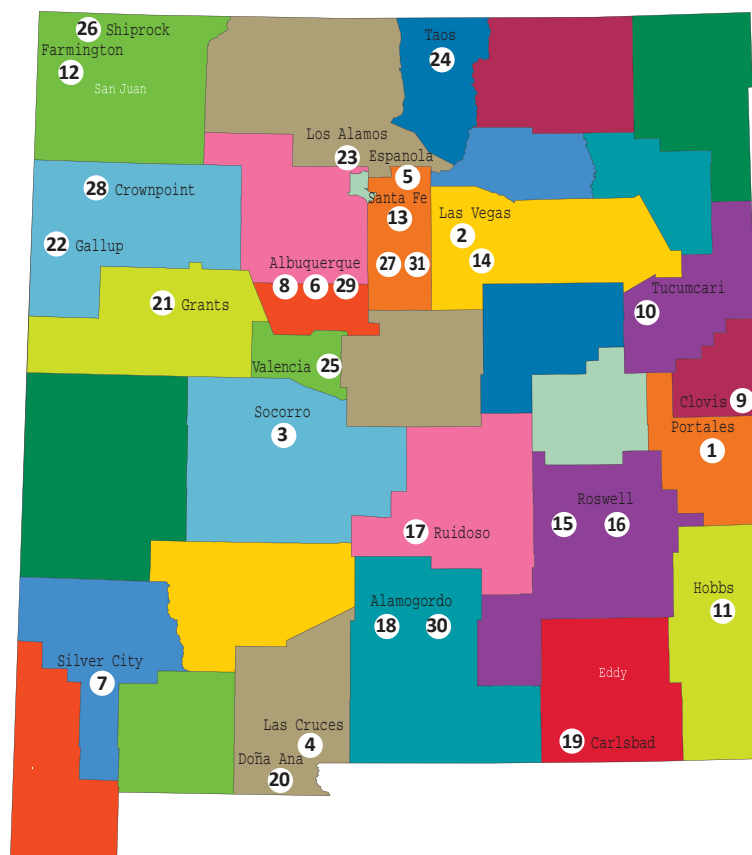 26 Shiprock
Farmington
12
San Juan
Taos
24
Los Alamos
23
Espanola
5
28 Crownpoint
Santa Fe
13
Las Vegas
2
22 Gallup
14
Albuquerque
27 31
8 6 29
Tucumcari
10
21 Grants
Valencia 25
Clovis 9
Socorro
3
Portales
1
Roswell
15 16
17 Ruidoso
Hobbs
11
Alamogordo
18 30
Silver City
7
Eddy
Las Cruces
4
19 Carlsbad
Doña Ana
20